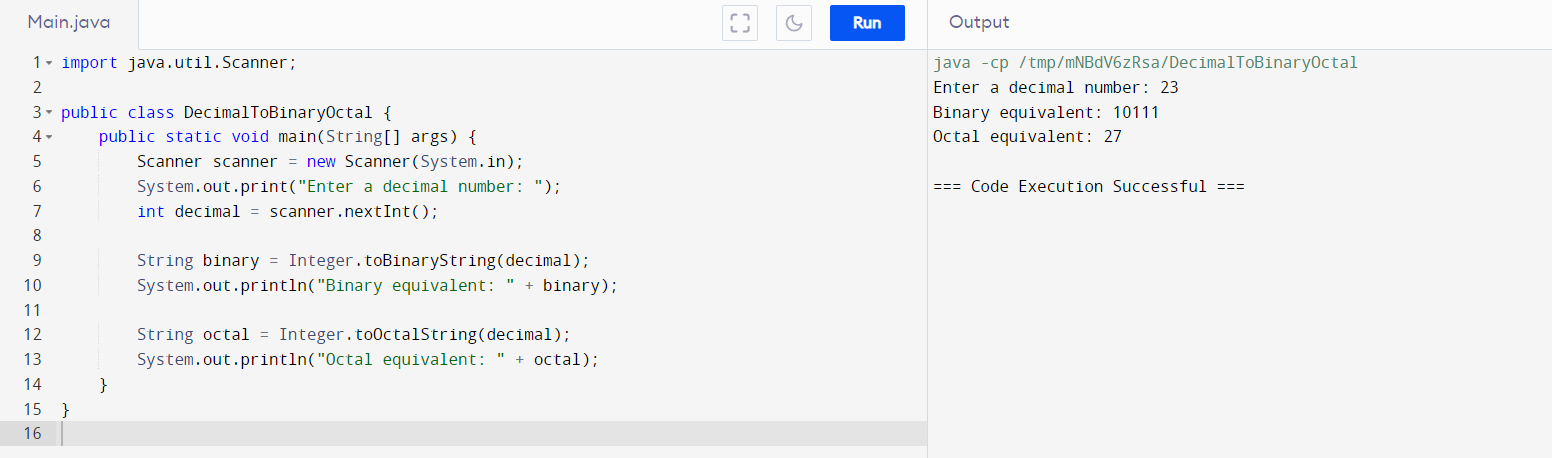 Main.java
Run
Output
1 import java.util.Scanner;
2
3 public class DecimalToBinaryOctal {
4     public static void main(String[] args) {
5         Scanner scanner = new Scanner(System.in);
6         System.out.print("Enter a decimal number: ");
7         int decimal = scanner.nextInt();
8
9         String binary = Integer.toBinaryString(decimal);
10         System.out.println("Binary equivalent: " + binary);
11
12         String octal = Integer.toOctalString(decimal);
13         System.out.println("Octal equivalent: " + octal);
14     }
15 }
16
java -cp /tmp/mNBdV6zRsa/DecimalToBinaryOctal
Enter a decimal number: 23
Binary equivalent: 10111
Octal equivalent: 27
=== Code Execution Successful ===